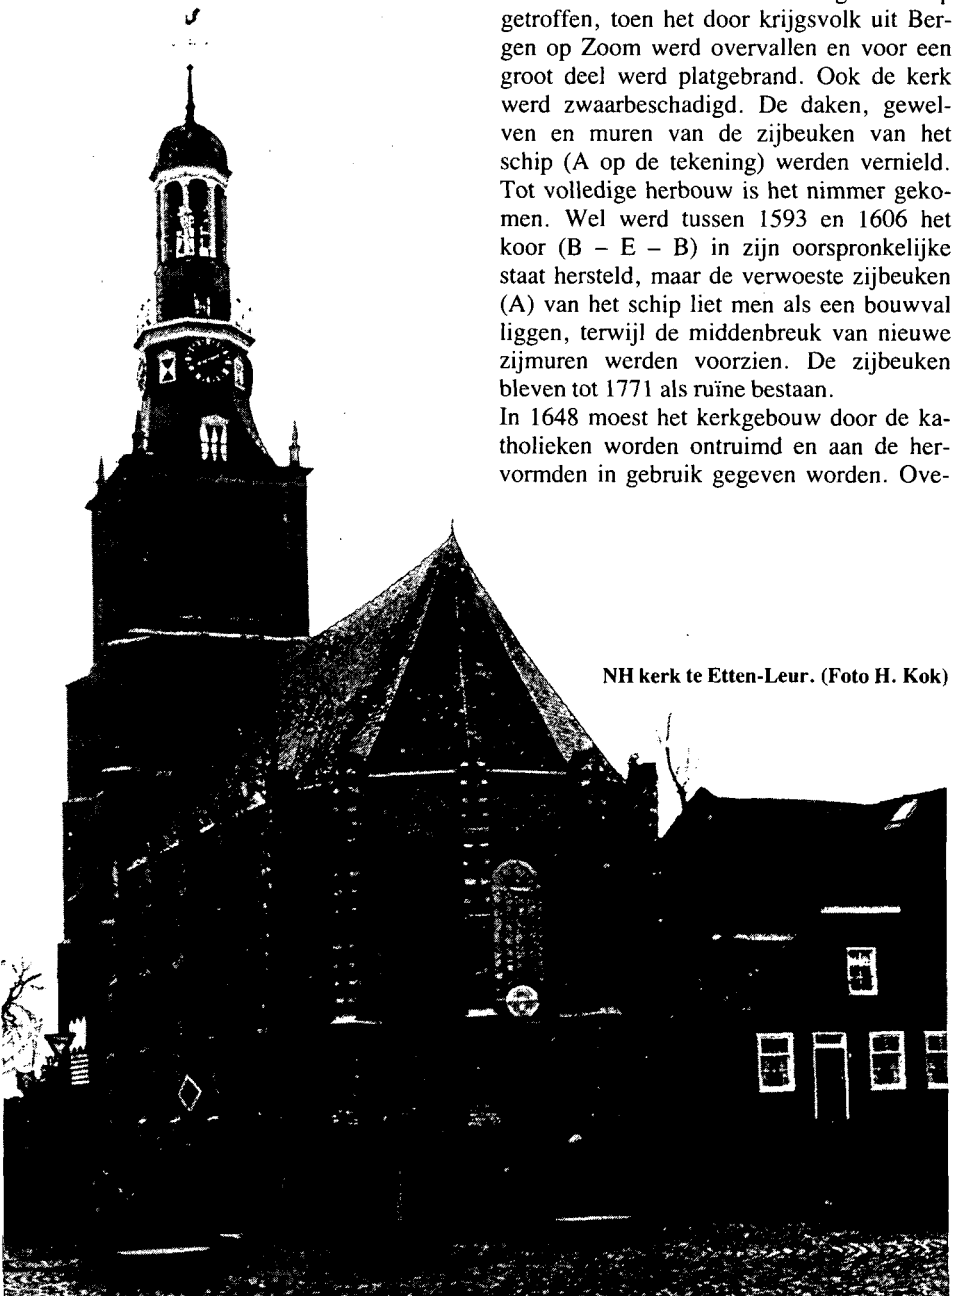 getroffen, toen het door krijgsvolk uit Ber-
gen op Zoom werd overvallen en voor een
groot deel werd platgebrand. Ook de kerk
werd zwaarbeschadigd. De daken, gewel-
ven en muren van de zijbeuken van het
schip (A op de tekening) werden vernield.
Tot volledige herbouw is het nimmer geko-
men. Wel werd tussen 1593 en 1606 het
koor (B – E – B) in zijn oorspronkelijke
staat hersteld, maar de verwoeste zijbeuken
(A) van het schip liet men als een bouwval
liggen, terwijl de middenbreuk van nieuwe
zijmuren werden voorzien. De zijbeuken
bleven tot 1771 als ruïne bestaan.
In 1648 moest het kerkgebouw door de ka-
tholieken worden ontruimd en aan de her-
vormden in gebruik gegeven worden. Ove-
NH kerk te Etten-Leur. (Foto H. Kok)